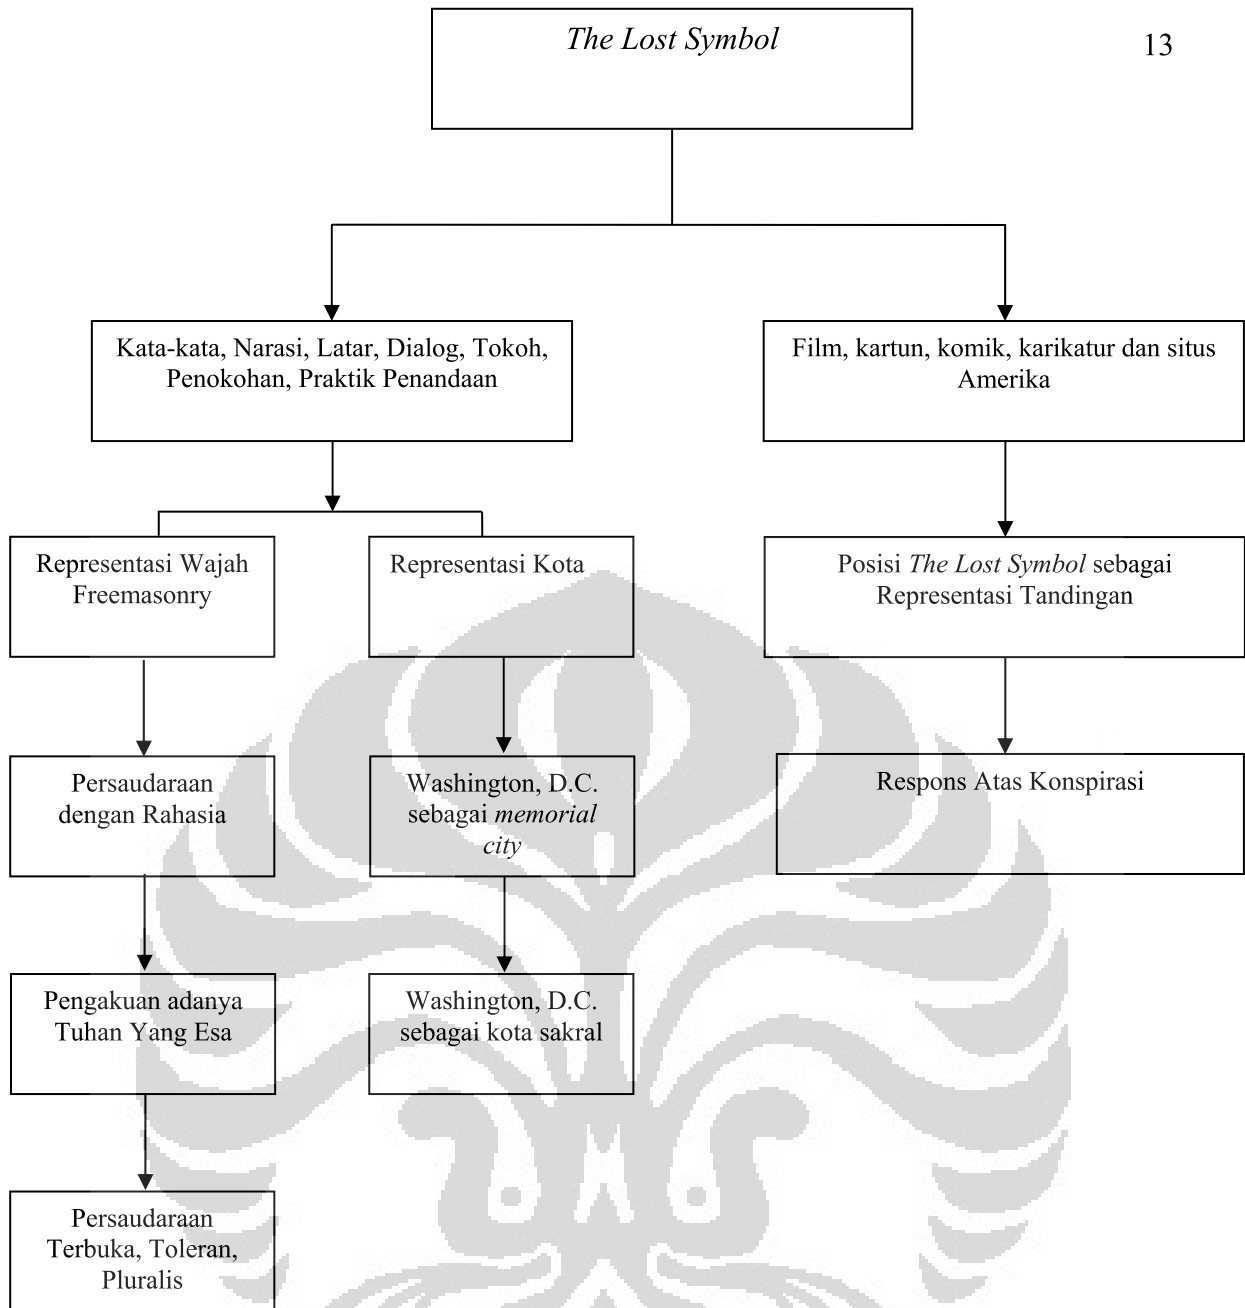 The Lost Symbol
13
Kata-kata, Narasi, Latar, Dialog, Tokoh,
Penokohan, Praktik Penandaan
Film, kartun, komik, karikatur dan situs
Amerika
Representasi Wajah
Freemasonry
Representasi Kota
Posisi The Lost Symbol sebagai
Representasi Tandingan
Persaudaraan
dengan Rahasia
Washington, D.C.
sebagai memorial
city
Respons Atas Konspirasi
Pengakuan adanya
Tuhan Yang Esa
Washington, D.C.
sebagai kota sakral
Persaudaraan
Terbuka, Toleran,
Pluralis